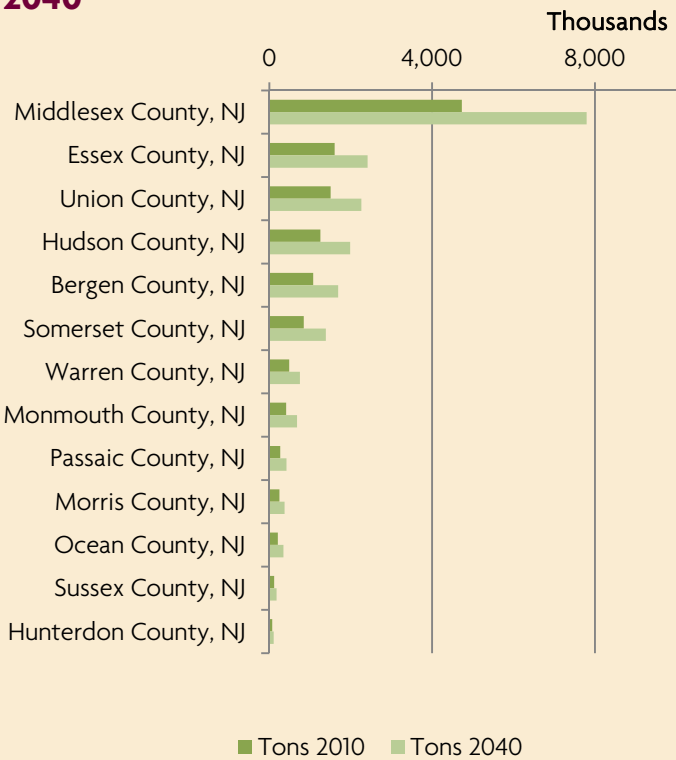 2040
Thousands
0 4,000 8,000
Middlesex County, NJ
Essex County, NJ
Union County, NJ
Hudson County, NJ
Bergen County, NJ
Somerset County, NJ
Warren County, NJ
Monmouth County, NJ
Passaic County, NJ
Morris County, NJ
Ocean County, NJ
Sussex County, NJ
Hunterdon County, NJ
Tons 2010 Tons 2040